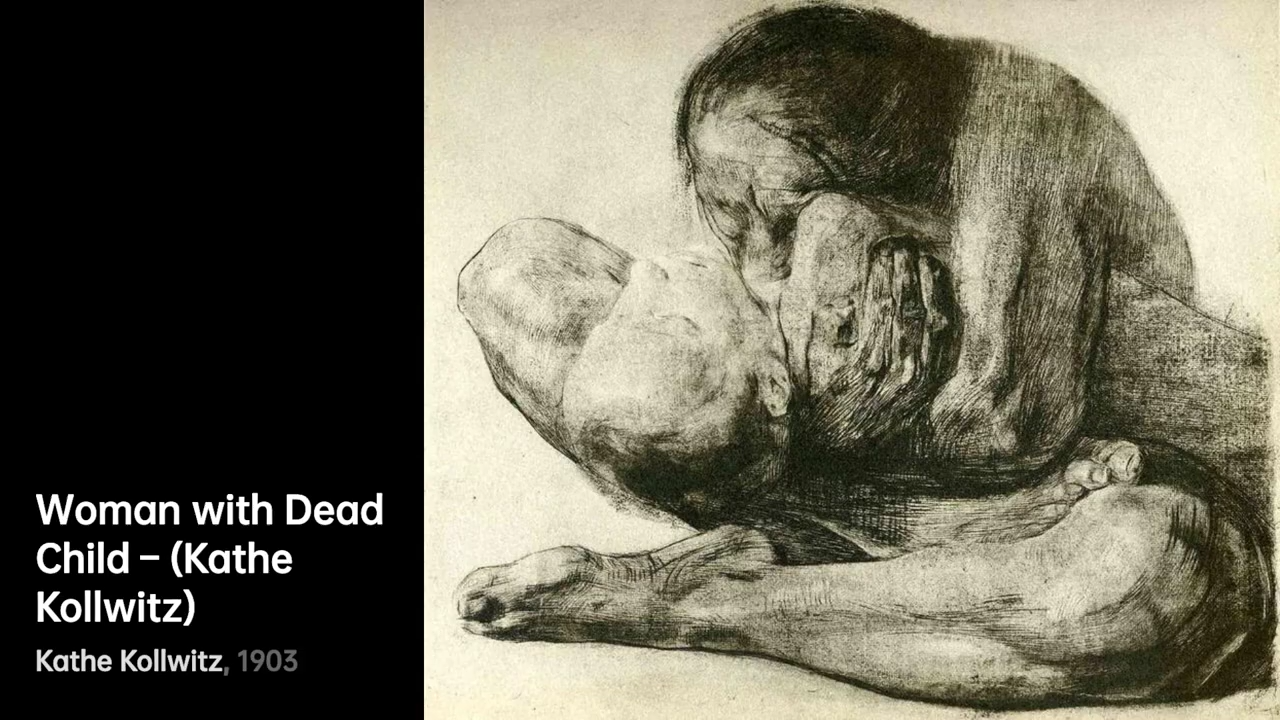 Woman with Dead
Child – (Kathe
Kollwitz)
Kathe Kollwitz, 1903